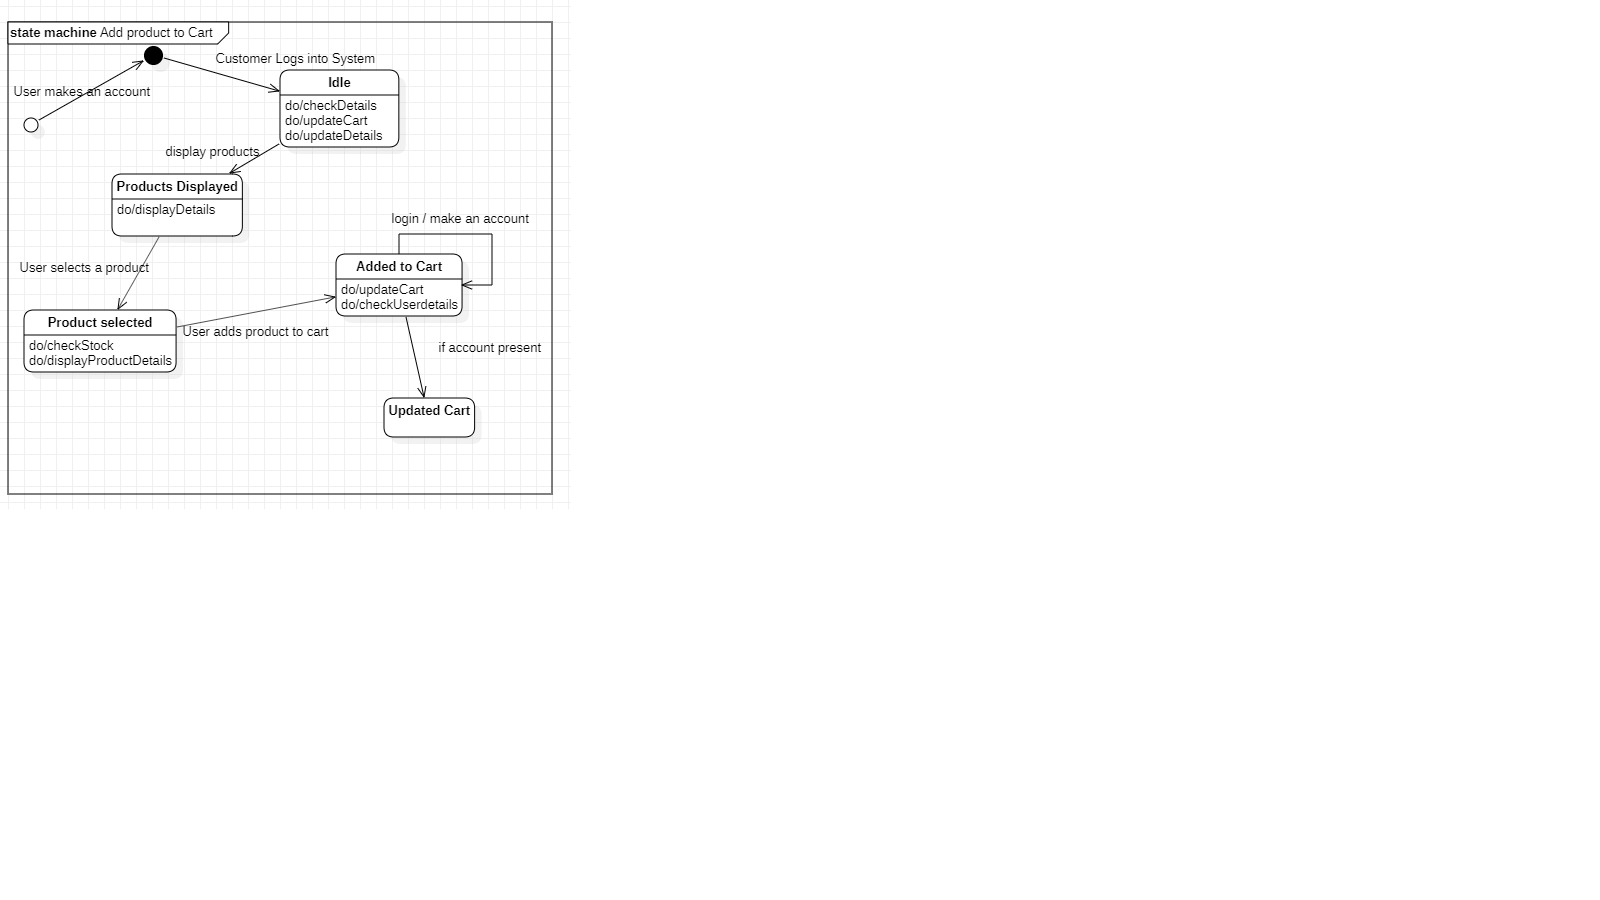 state machine Add product to Cart
Customer Logs into System
User makes an account
Idle
do/checkDetails
do/updateCart
do/updateDetails
display products
Products Displayed
do/displayDetails
login / make an account
User selects a product
Added to Cart
do/updateCart
do/checkUserdetails
Product selected
do/checkStock
do/displayProductDetails
User adds product to cart
if account present
Updated Cart